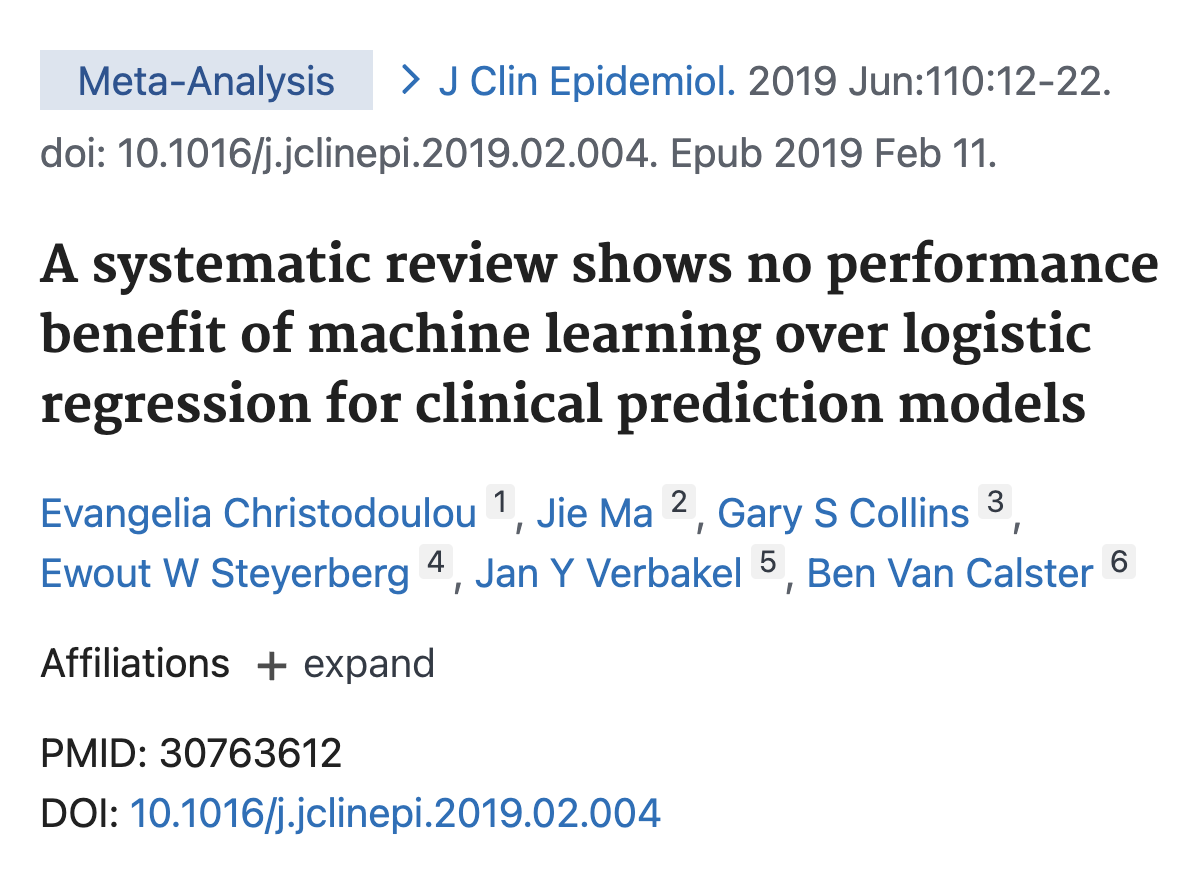 Meta-Analysis > J Clin Epidemiol. 2019 Jun:110:12-22.
doi: 10.1016/j.jclinepi.2019.02.004. Epub 2019 Feb 11.
A systematic review shows no performance
benefit of machine learning over logistic
regression for clinical prediction models
Evangelia Christodoulou 1, Jie Ma 2, Gary S Collins 3,
Ewout W Steyerberg 4, Jan Y Verbakel 5, Ben Van Calster 6
Affiliations + expand
PMID: 30763612
DOI: 10.1016/j.jclinepi.2019.02.004